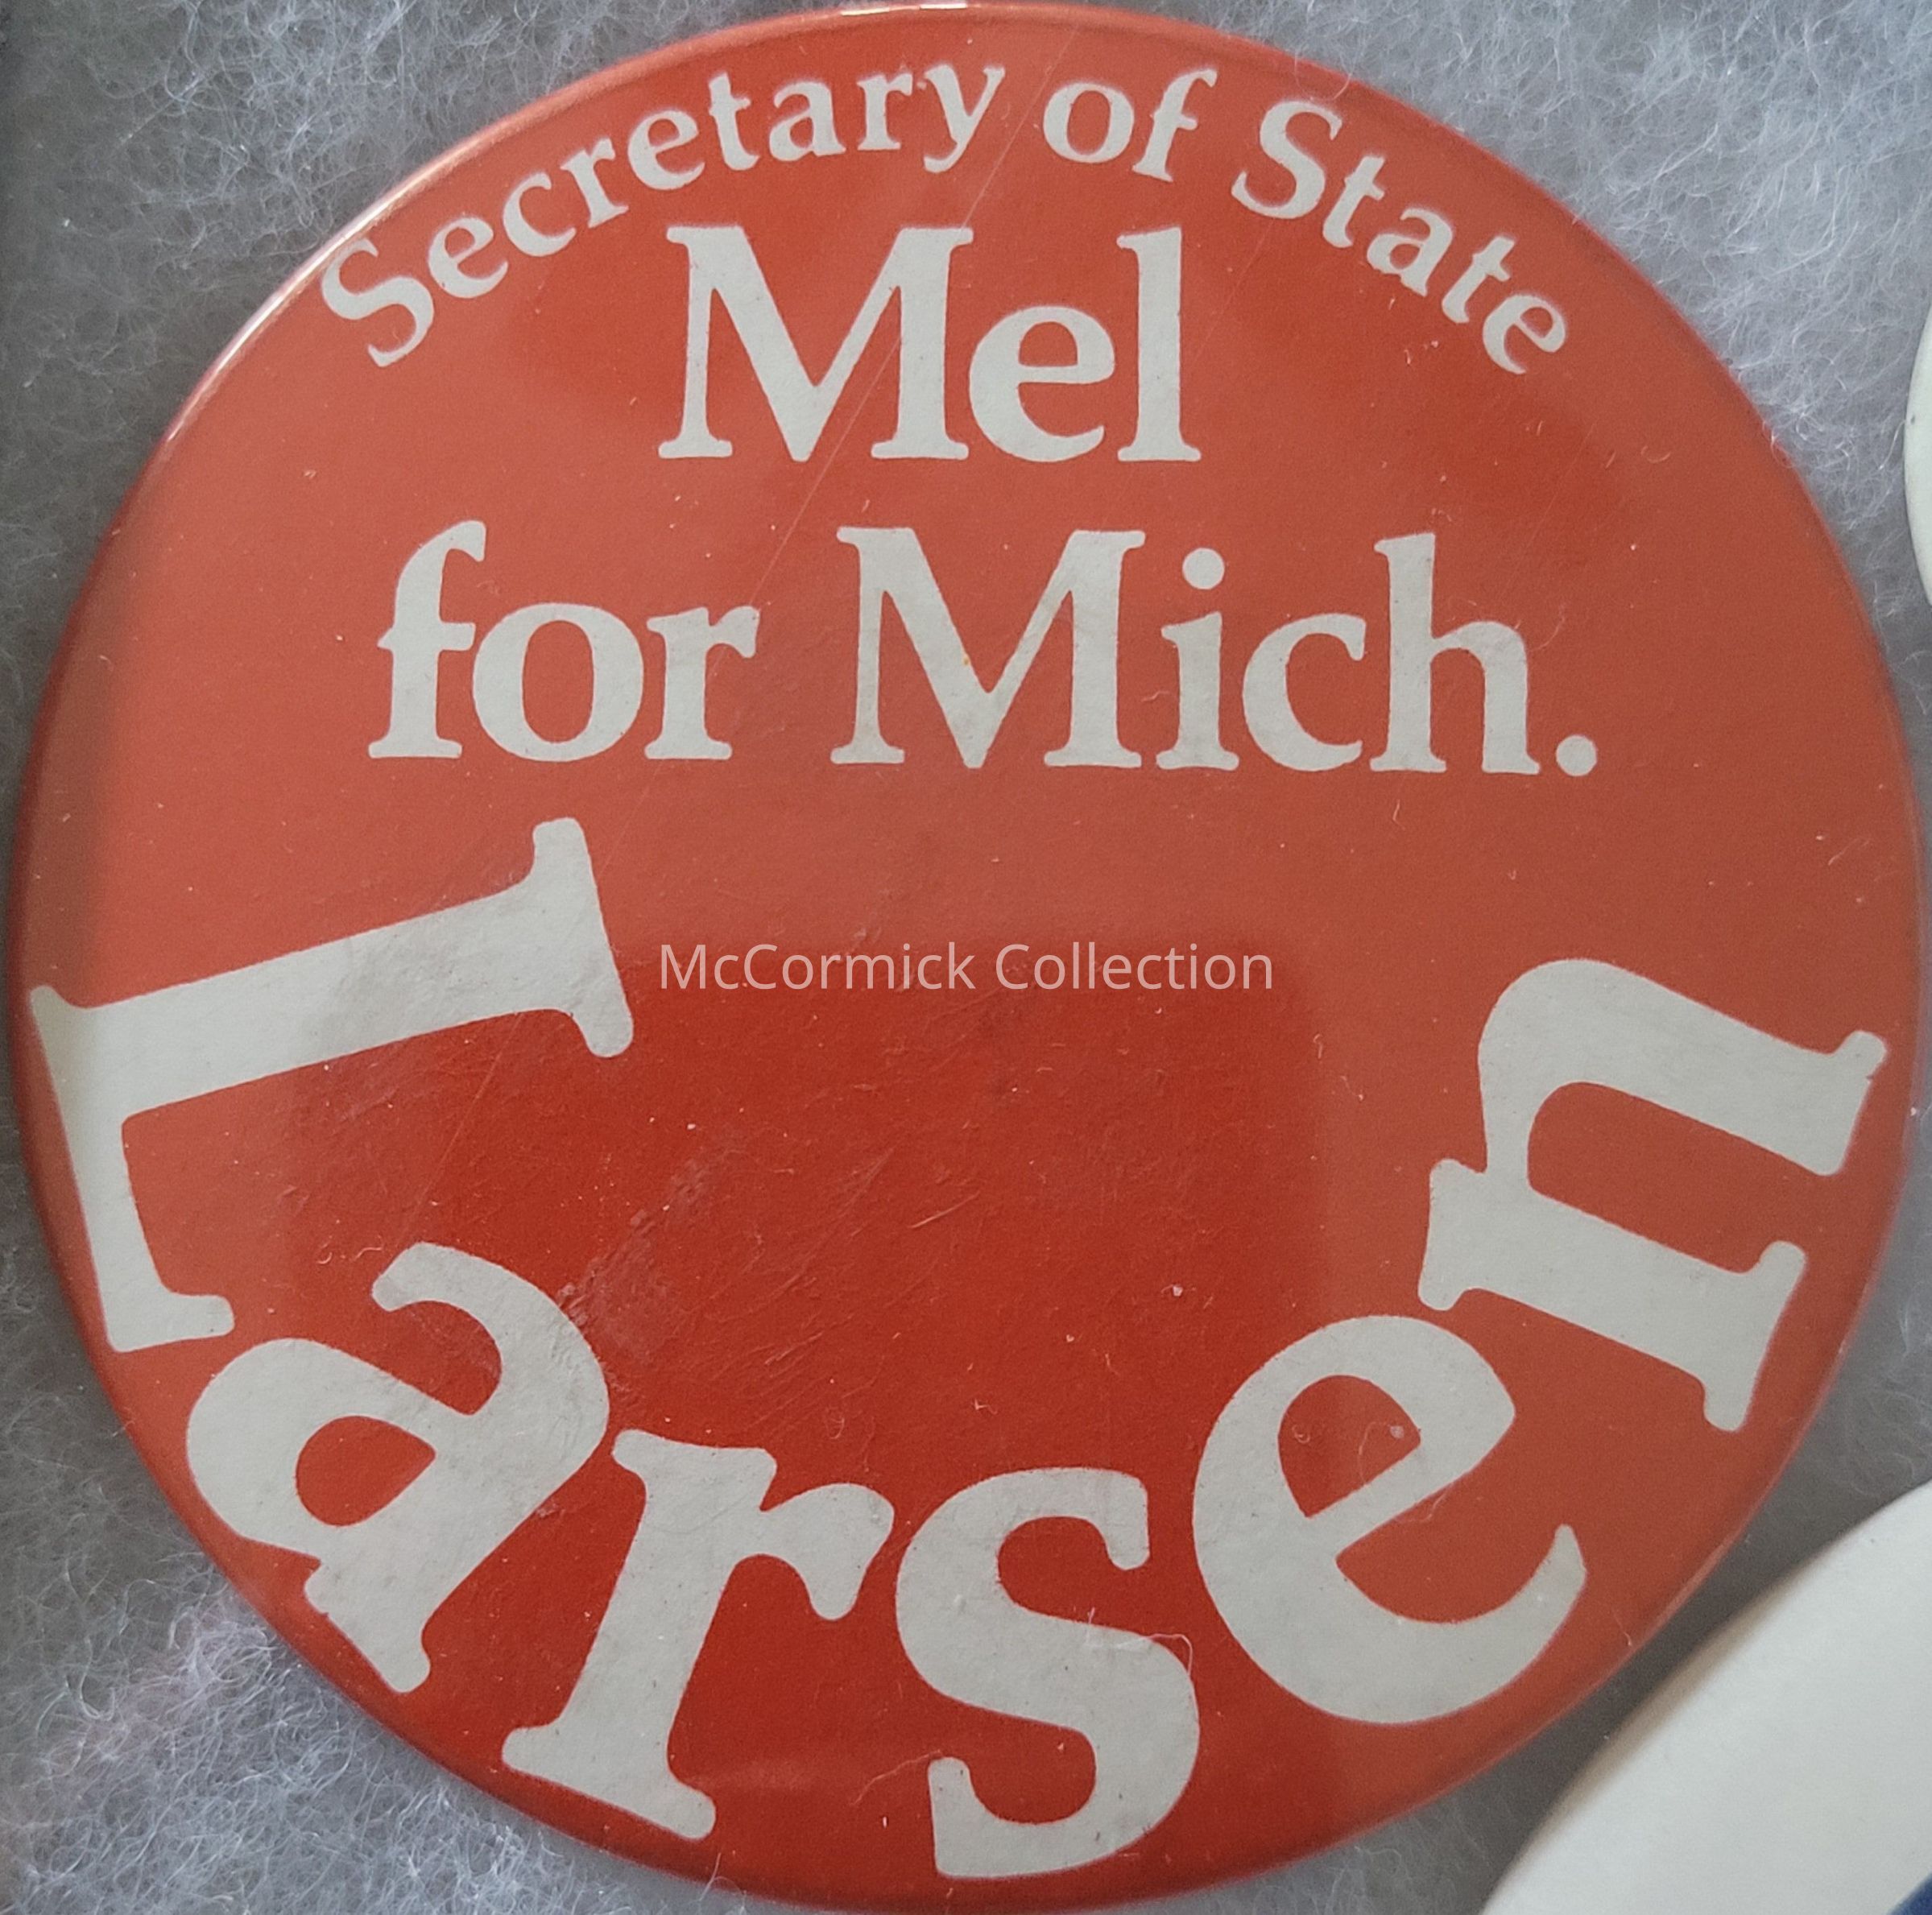 Secretary of State
Mel
for Mich.
McCormick Collection
Larsen